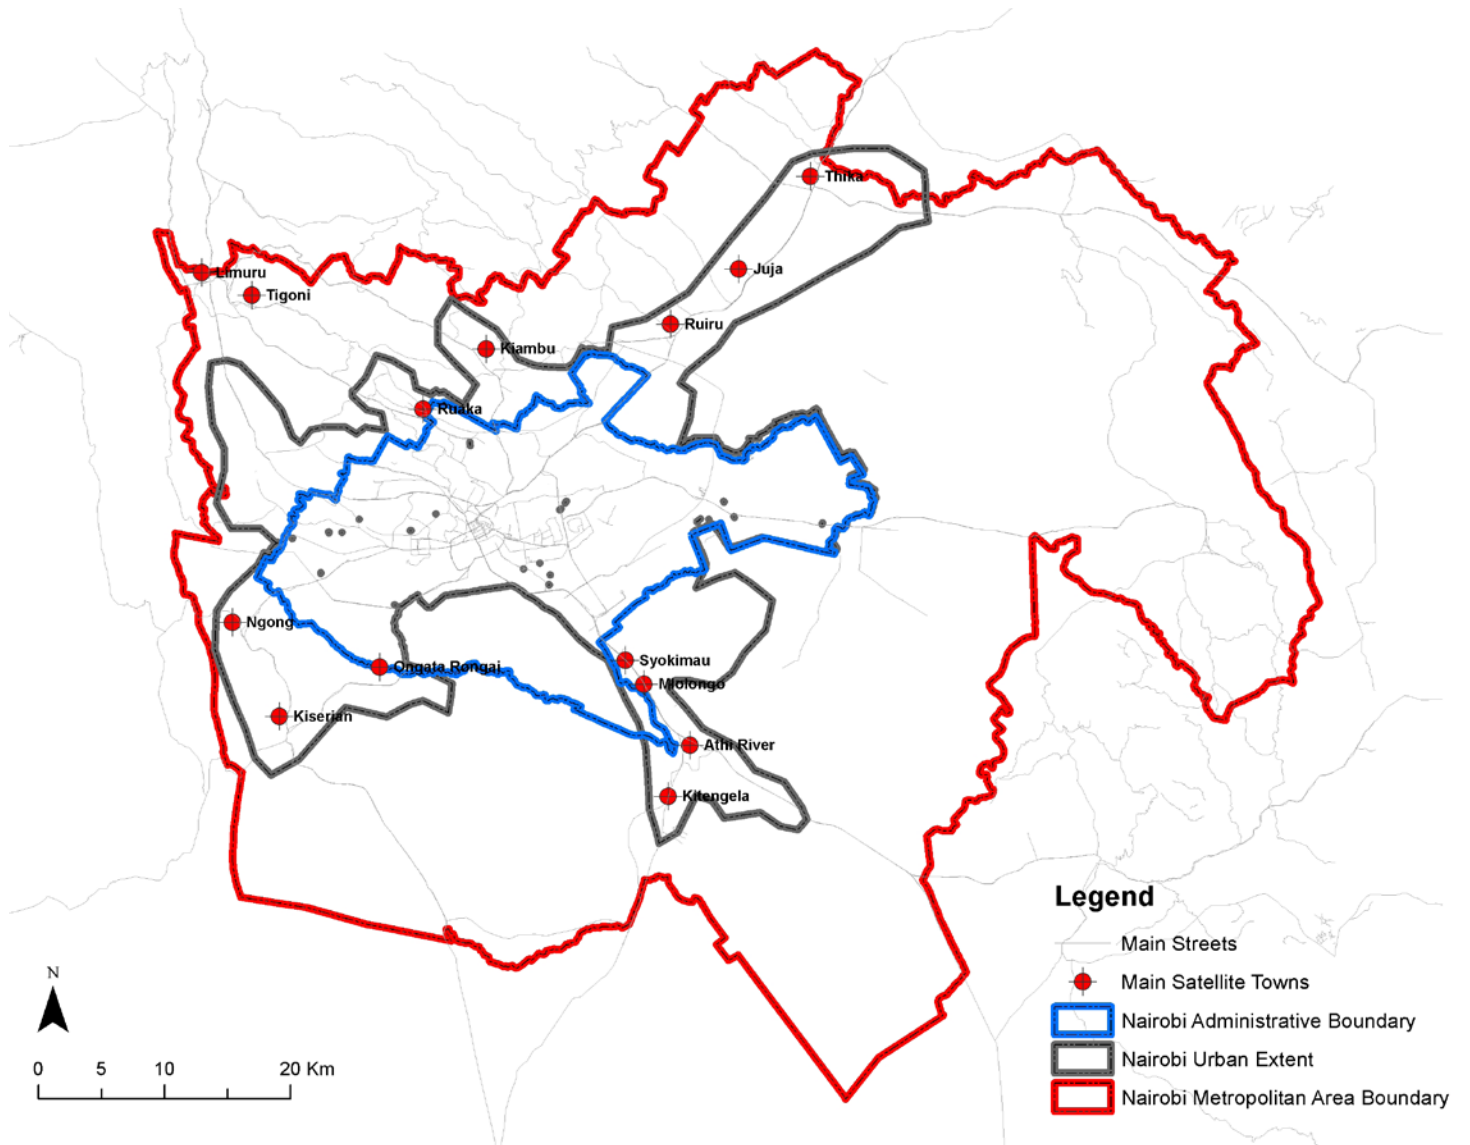 Thika
Juja
Limuru
Tigoni
Ruiru
Kiambu
Ruaka
Ngong
Ongata Rongai
Syokimau
Mlolongo
Kiserian
Athi River
Kitengela
Legend
Main Streets
Main Satellite Towns
Nairobi Administrative Boundary
Nairobi Urban Extent
Nairobi Metropolitan Area Boundary
N
0 5 10 20 Km